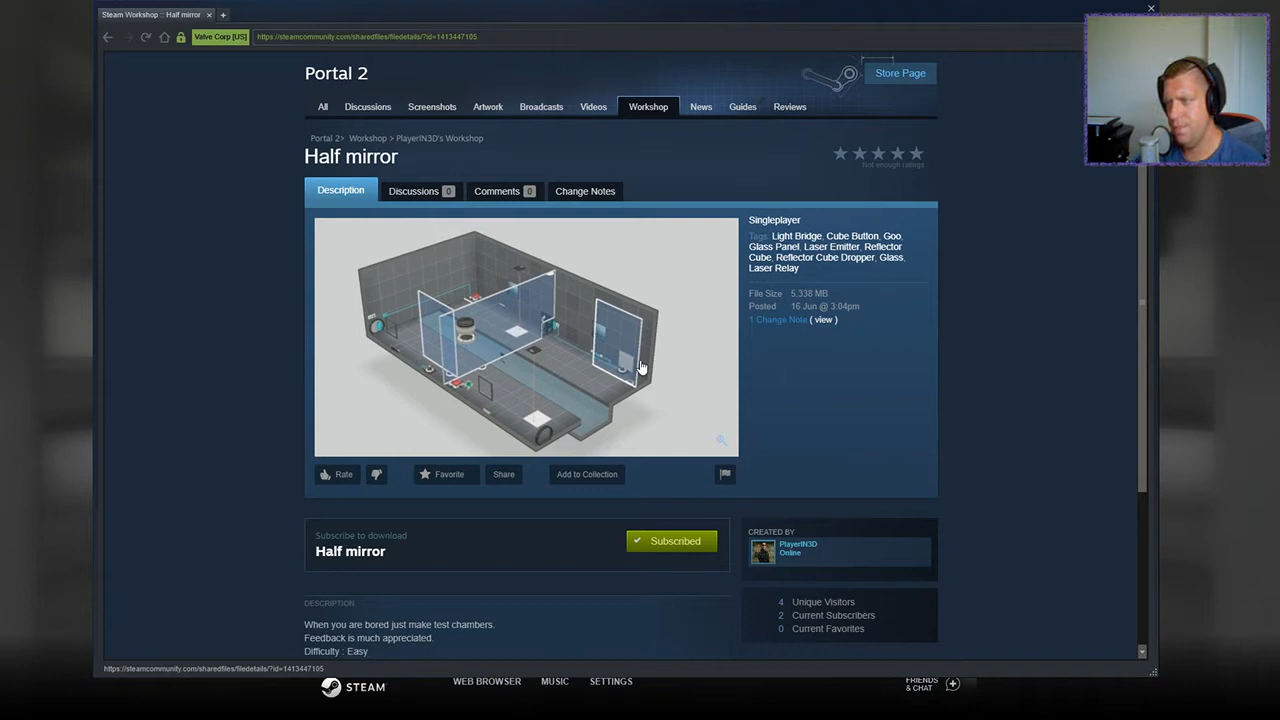 Steam Workshop :: Half mirror
Valve Corp [US]
https://steamcommunity.com/sharedfiles/filedetails/?id=1413447105
Portal 2
Store Page
All Discussions Screenshots Artwork Broadcasts Videos Workshop News Guides Reviews
Portal 2> Workshop > PlayerIN3D's Workshop
Half mirror
Not enough ratings
Description Discussions 0 Comments 0 Change Notes
Singleplayer
Tags: Light Bridge, Cube Button, Goo,
Glass Panel, Laser Emitter, Reflector
Cube, Reflector Cube Dropper, Glass,
Laser Relay
File Size 5.338 MB
Posted 16 Jun @ 3:04pm
1 Change Note ( view )
Rate Favorite Share Add to Collection
Subscribe to download
Half mirror
Subscribed
CREATED BY
PlayerIN3D
Online
4 Unique Visitors
2 Current Subscribers
0 Current Favorites
DESCRIPTION
When you are bored just make test chambers.
Feedback is much appreciated.
Difficulty : Easy
https://steamcommunity.com/sharedfiles/filedetails/?id=1413447105
STEAM
WEB BROWSER MUSIC SETTINGS
FRIENDS
& CHAT